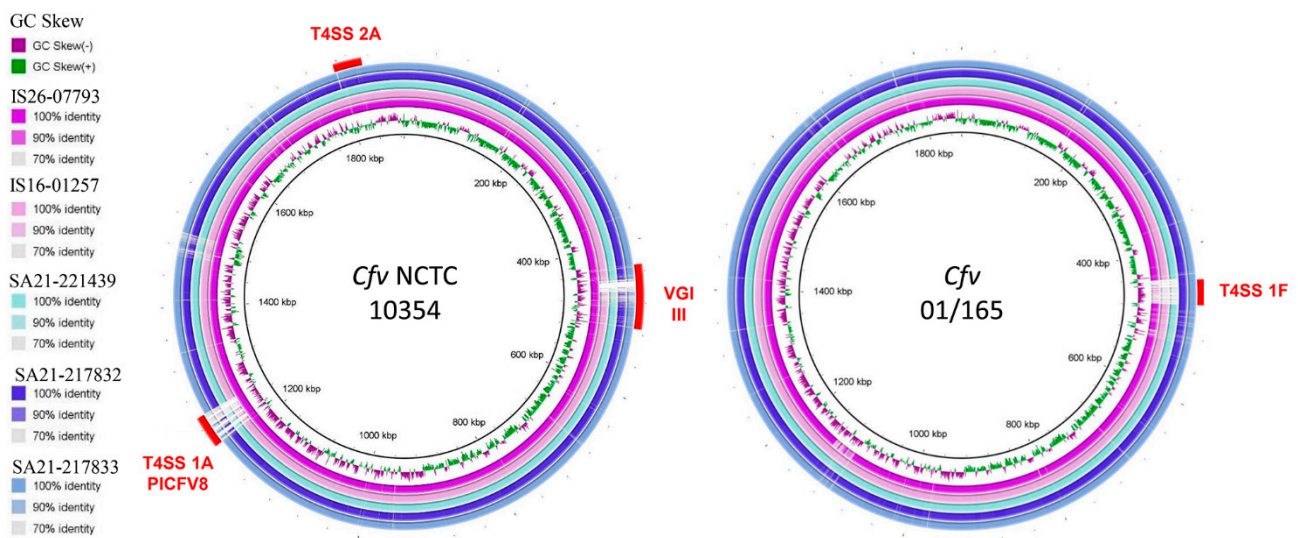 GC Skew
GC Skew(-)
GC Skew(+)
IS26-07793
100% identity
90% identity
70% identity
IS16-01257
100% identity
90% identity
70% identity
SA21-221439
100% identity
90% identity
70% identity
SA21-217832
100% identity
90% identity
70% identity
SA21-217833
100% identity
90% identity
70% identity
T4SS 2A
1800 kbp
200 kbp
1600 kbp
400 kbp
Cfv NCTC
10354
1400 kbp
VGI
III
600 kbp
1200 kbp
800 kbp
1000 kbp
T4SS 1A
PICFV8
1800 kbp
200 kbp
1600 kbp
400 kbp
Cfv
01/165
1400 kbp
T4SS 1F
600 kbp
1200 kbp
800 kbp
1000 kbp